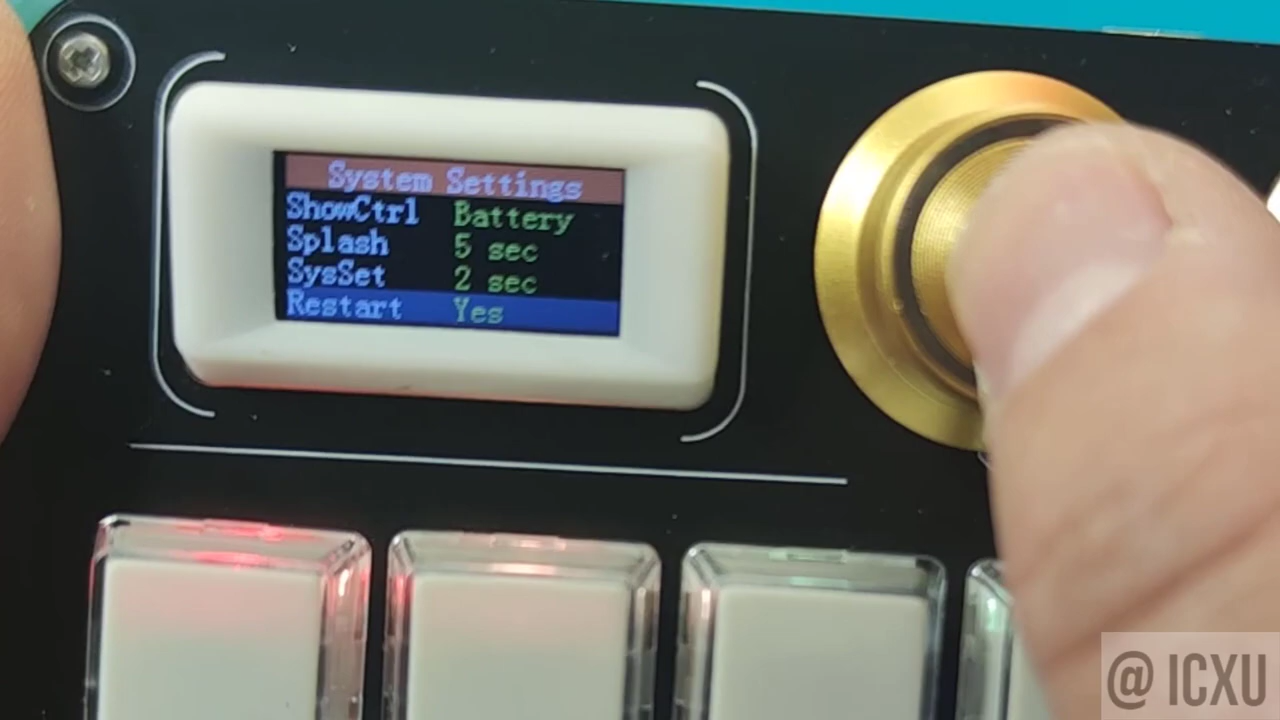 System Settings
ShowCtrl Battery
Splash 5 sec
SysSet 2 sec
Restart Yes
@ ICXU